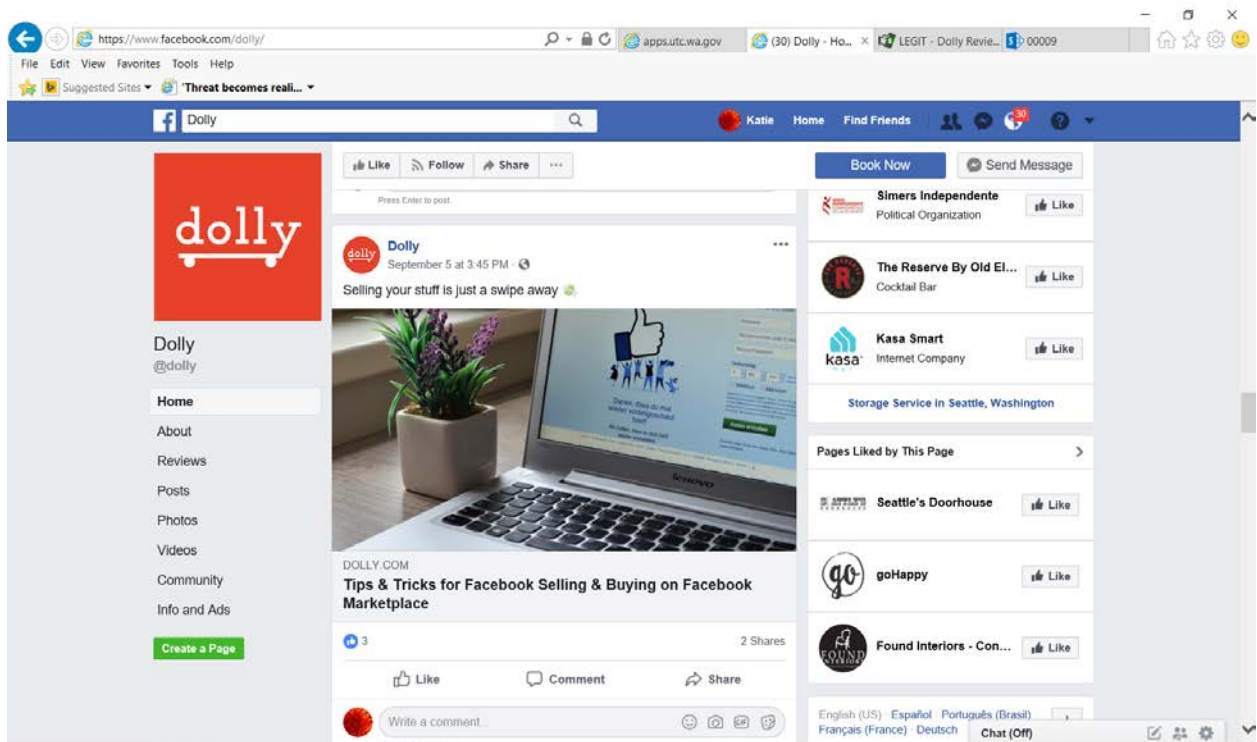 https://www.facebook.com/dolly/
apps.utc.wa.gov
(30) Dolly - Ho...
LEGIT - Dolly Revie...
00009
File Edit View Favorites Tools Help
Suggested Sites
'Threat becomes reali...
Dolly
Katie Home Find Friends
30
dolly
Dolly
@dolly
Home
About
Reviews
Posts
Photos
Videos
Community
Info and Ads
Create a Page
Like Follow Share
Book Now Send Message
Press Enter to post.
dolly
Dolly
September 5 at 3:45 PM
Selling your stuff is just a swipe away
lenovo
DOLLY.COM
Tips & Tricks for Facebook Selling & Buying on Facebook
Marketplace
3
2 Shares
Like Comment Share
Write a comment...
GIF
Simers Independente
Political Organization
Like
The Reserve By Old El...
Cocktail Bar
Like
kasa
Kasa Smart
Internet Company
Like
Storage Service in Seattle, Washington
Pages Liked by This Page
Seattle's Doorhouse
Like
go
goHappy
Like
FOUND
Found Interiors - Con...
Like
English (US) Español Português (Brasil)
Français (France) · Deutsch
Chat (Off)